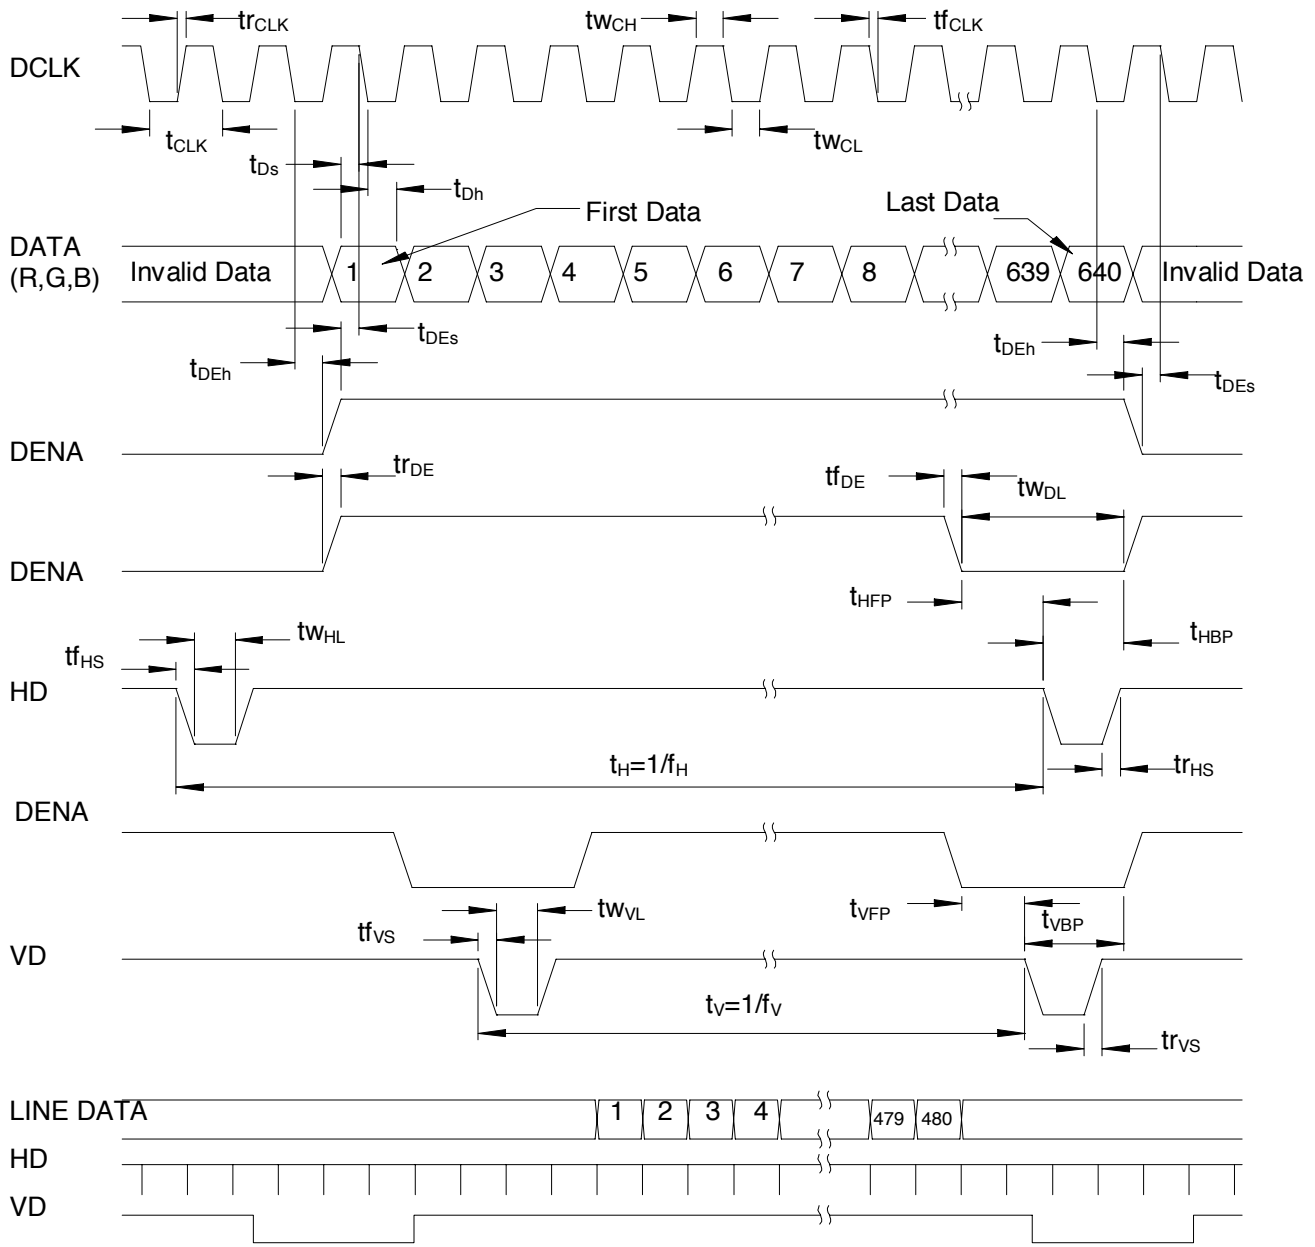 trCLK twCH tfCLK
DCLK
tCLK twCL
tDs
tDh
First Data Last Data
DATA
(R,G,B) Invalid Data 1 2 3 4 5 6 7 8 639 640 Invalid Data
tDEs tDEh
tDEh tDEs
DENA
trDE tfDE twDL
DENA
tHFP
twHL tHBP
tfHS
HD
tH=1/fH trHS
DENA
twVL tVFP tVBP
tfVS
VD
tV=1/fV
trVS
LINE DATA 1 2 3 4 479 480
HD
VD